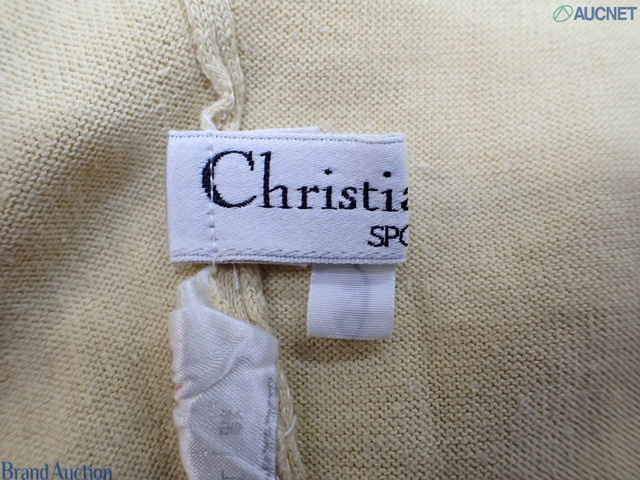 AUCNET
Christia
SPO
Brand Auction